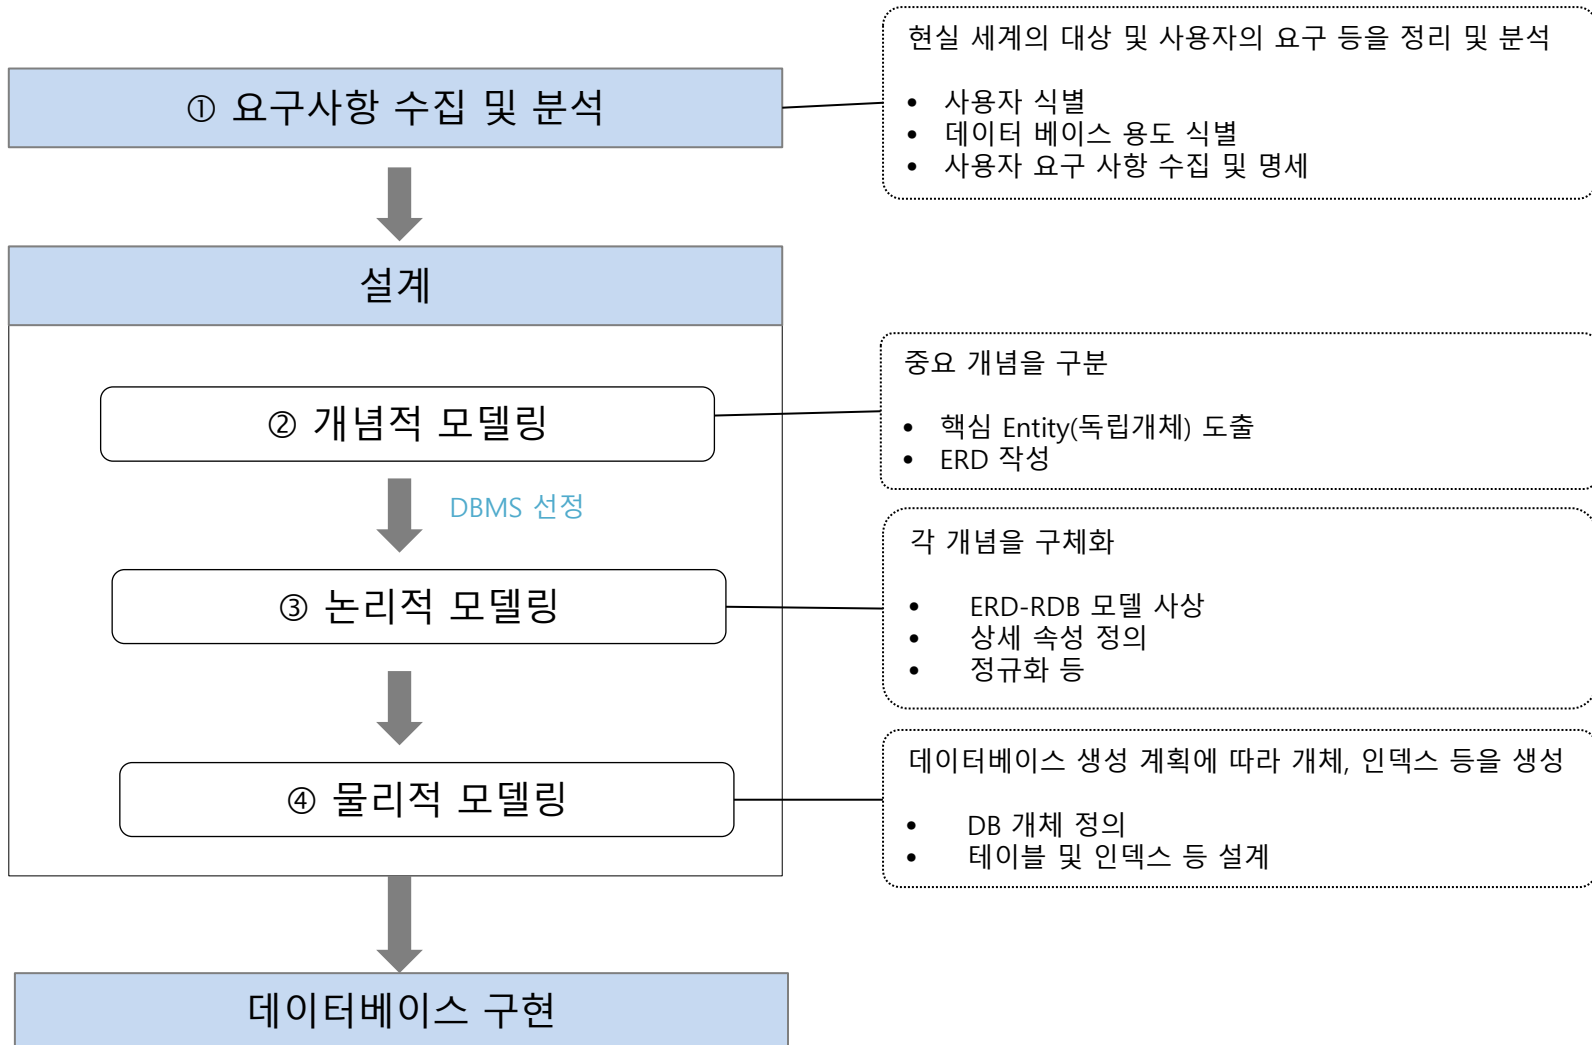 ① 요구사항 수집 및 분석
현실 세계의 대상 및 사용자의 요구 등을 정리 및 분석
• 사용자 식별
• 데이터 베이스 용도 식별
• 사용자 요구 사항 수집 및 명세
설계
② 개념적 모델링
중요 개념을 구분
• 핵심 Entity(독립개체) 도출
• ERD 작성
DBMS 선정
③ 논리적 모델링
각 개념을 구체화
• ERD-RDB 모델 사상
• 상세 속성 정의
• 정규화 등
④ 물리적 모델링
데이터베이스 생성 계획에 따라 개체, 인덱스 등을 생성
• DB 개체 정의
• 테이블 및 인덱스 등 설계
데이터베이스 구현